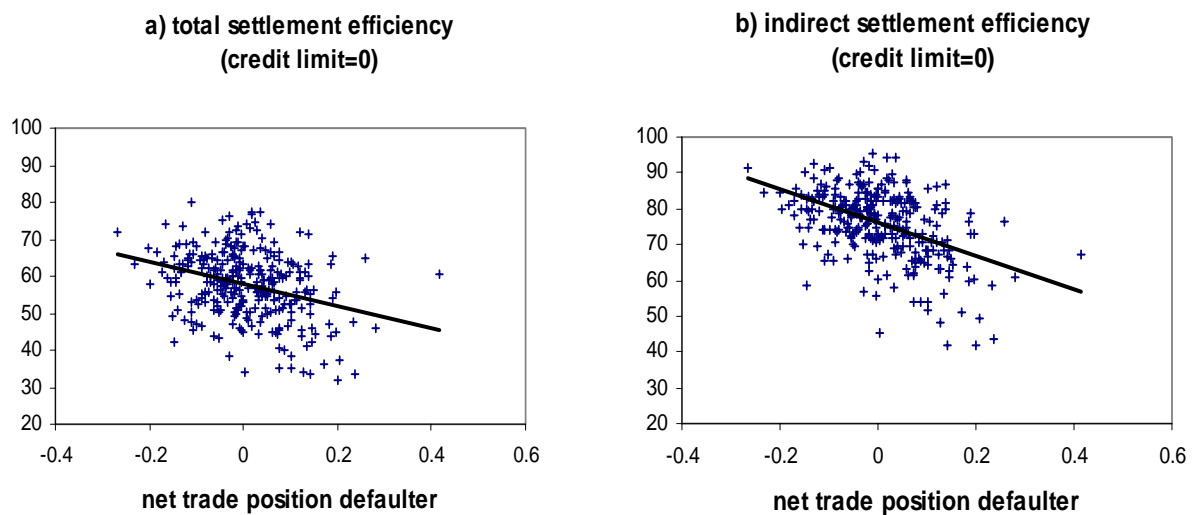 a) total settlement efficiency
(credit limit=0)
100
90
80
70
60
50
40
30
20
-0.4 -0.2 0 0.2 0.4 0.6
net trade position defaulter
b) indirect settlement efficiency
(credit limit=0)
100
90
80
70
60
50
40
30
20
-0.4 -0.2 0 0.2 0.4 0.6
net trade position defaulter